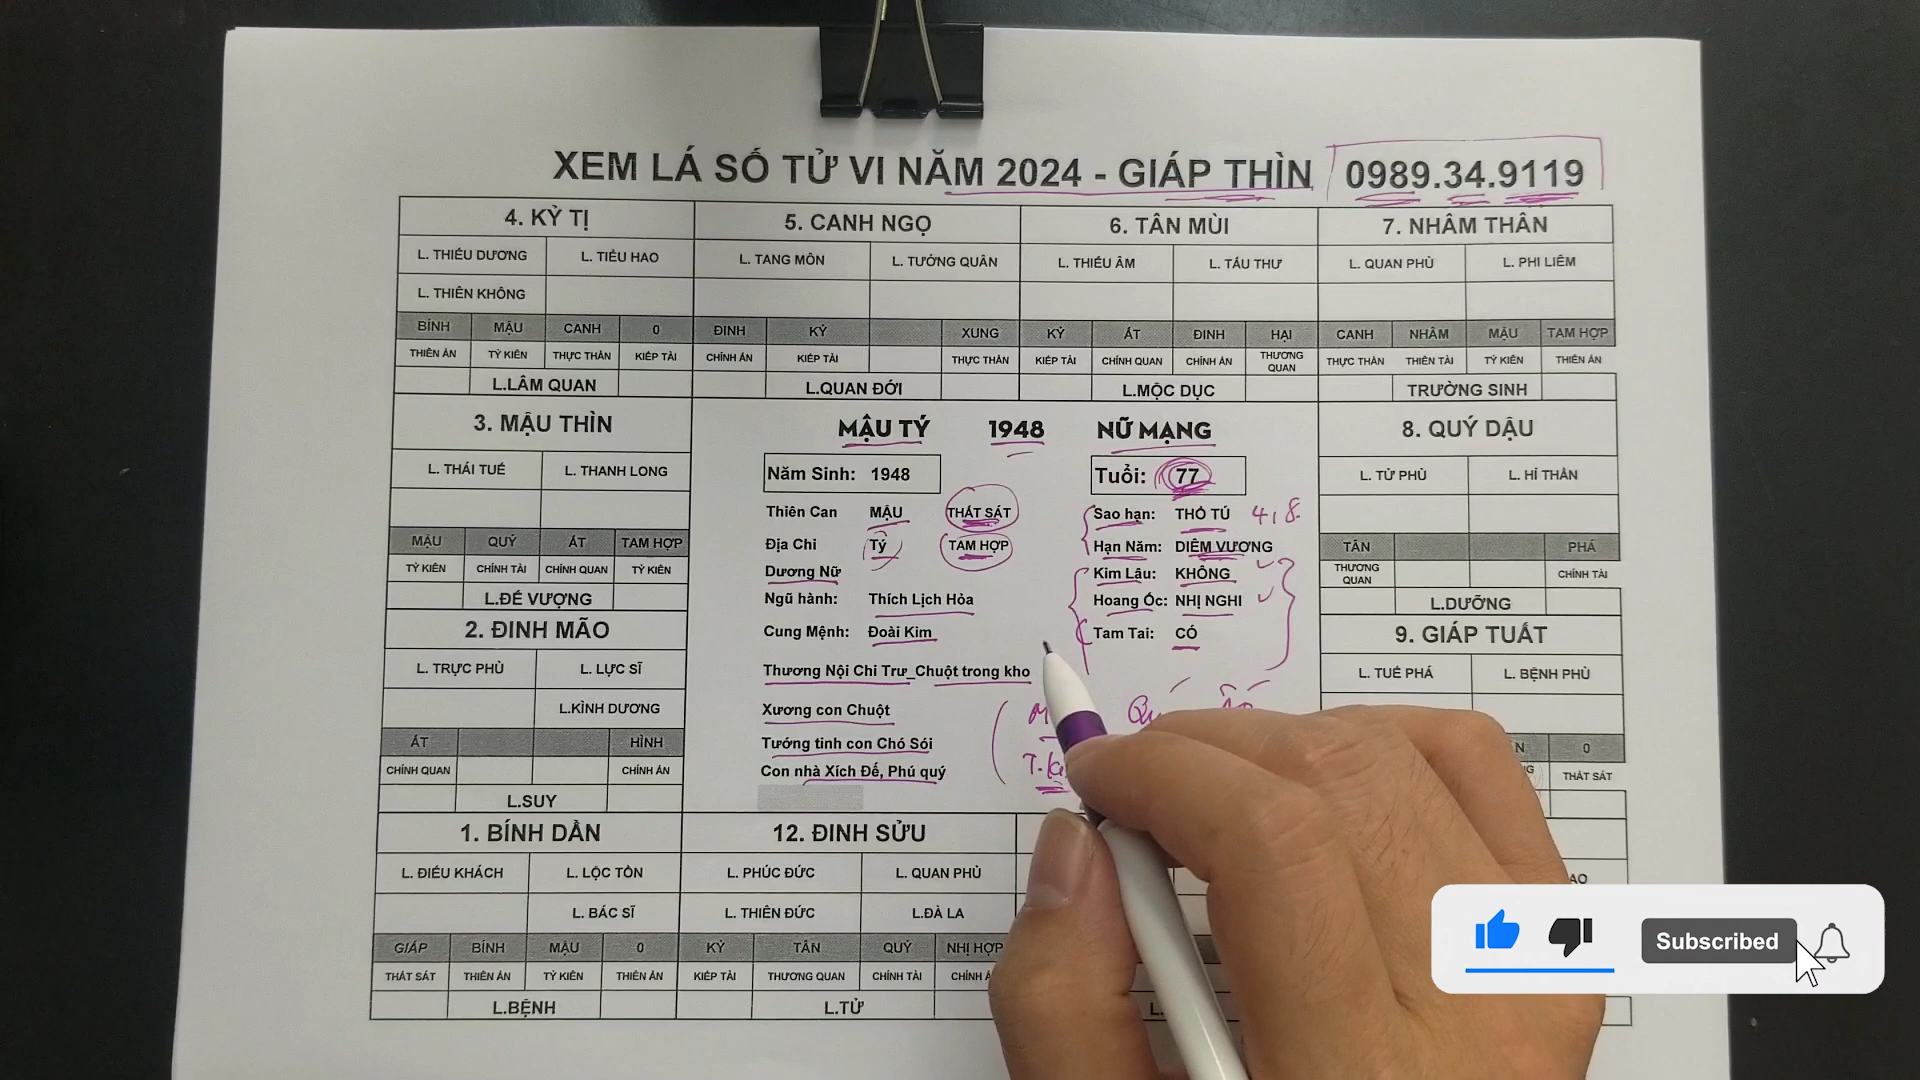 XEM LÁ SỐ TỬ VI NĂM 2024 - GIÁP THÌN 0989.34.9119
4. KỶ TỊ 5. CANH NGỌ 6. TÂN MÙI 7. NHÂM THÂN
L. THIẾU DƯƠNG L. TIỂU HAO L. TANG MÔN L. TƯỚNG QUÂN L. THIẾU ÂM L. TẤU THƯ L. QUAN PHÙ L. PHI LIÊM
L. THIÊN KHÔNG
BÍNH MẬU CANH 0 ĐINH KỶ XUNG KỶ ẤT ĐINH HẠI CANH NHÂM MẬU TAM HỢP
THIÊN ẤN TỶ KIÊN THỰC THẦN KIẾP TÀI CHÍNH ẤN KIẾP TÀI THỰC THẦN KIẾP TÀI CHÍNH QUAN CHÍNH ẤN THƯƠNG QUAN THỰC THẦN THIÊN TÀI TỶ KIÊN THIÊN ẤN
L.LÂM QUAN L.QUAN ĐỚI L.MỘC DỤC TRƯỜNG SINH
3. MẬU THÌN MẬU TÝ 1948 NỮ MẠNG 8. QUÝ DẬU
L. THÁI TUẾ L. THANH LONG Năm Sinh: 1948 Tuổi: 77 L. TỬ PHÙ L. HỈ THẦN
Thiên Can MẬU THẤT SÁT Sao hạn: THỔ TÚ 4, 8.
MẬU QUÝ ẤT TAM HỢP Địa Chi Tý TAM HỢP Hạn Năm: DIÊM VƯƠNG TÂN PHÁ
TỶ KIÊN CHÍNH TÀI CHÍNH QUAN TỶ KIÊN Dương Nữ Kim Lâu: KHÔNG THƯƠNG QUAN CHÍNH TÀI
L.ĐẾ VƯỢNG Ngũ hành: Thích Lịch Hỏa Hoang Ốc: NHỊ NGHI L.DƯỠNG
2. ĐINH MÃO Cung Mệnh: Đoài Kim Tam Tai: CÓ 9. GIÁP TUẤT
L. TRỰC PHÙ L. LỰC SĨ Thương Nội Chi Trư_Chuột trong kho L. TUẾ PHÁ L. BỆNH PHÙ
L.KÌNH DƯƠNG Xương con Chuột
ẤT HÌNH Tướng tinh con Chó Sói 0
CHÍNH QUAN CHÍNH ẤN Con nhà Xích Đế, Phú quý THẤT SÁT
L.SUY
1. BÍNH DẦN 12. ĐINH SỬU
L. ĐIẾU KHÁCH L. LỘC TỒN L. PHÚC ĐỨC L. QUAN PHỦ
L. BÁC SĨ L. THIÊN ĐỨC L.ĐÀ LA
GIÁP BÍNH MẬU 0 KỶ TÂN QUÝ NHỊ HỢP
THẤT SÁT THIÊN ẤN TỶ KIÊN THIÊN ẤN KIẾP TÀI THƯƠNG QUAN CHÍNH TÀI
L.BỆNH L.TỬ
Subscribed